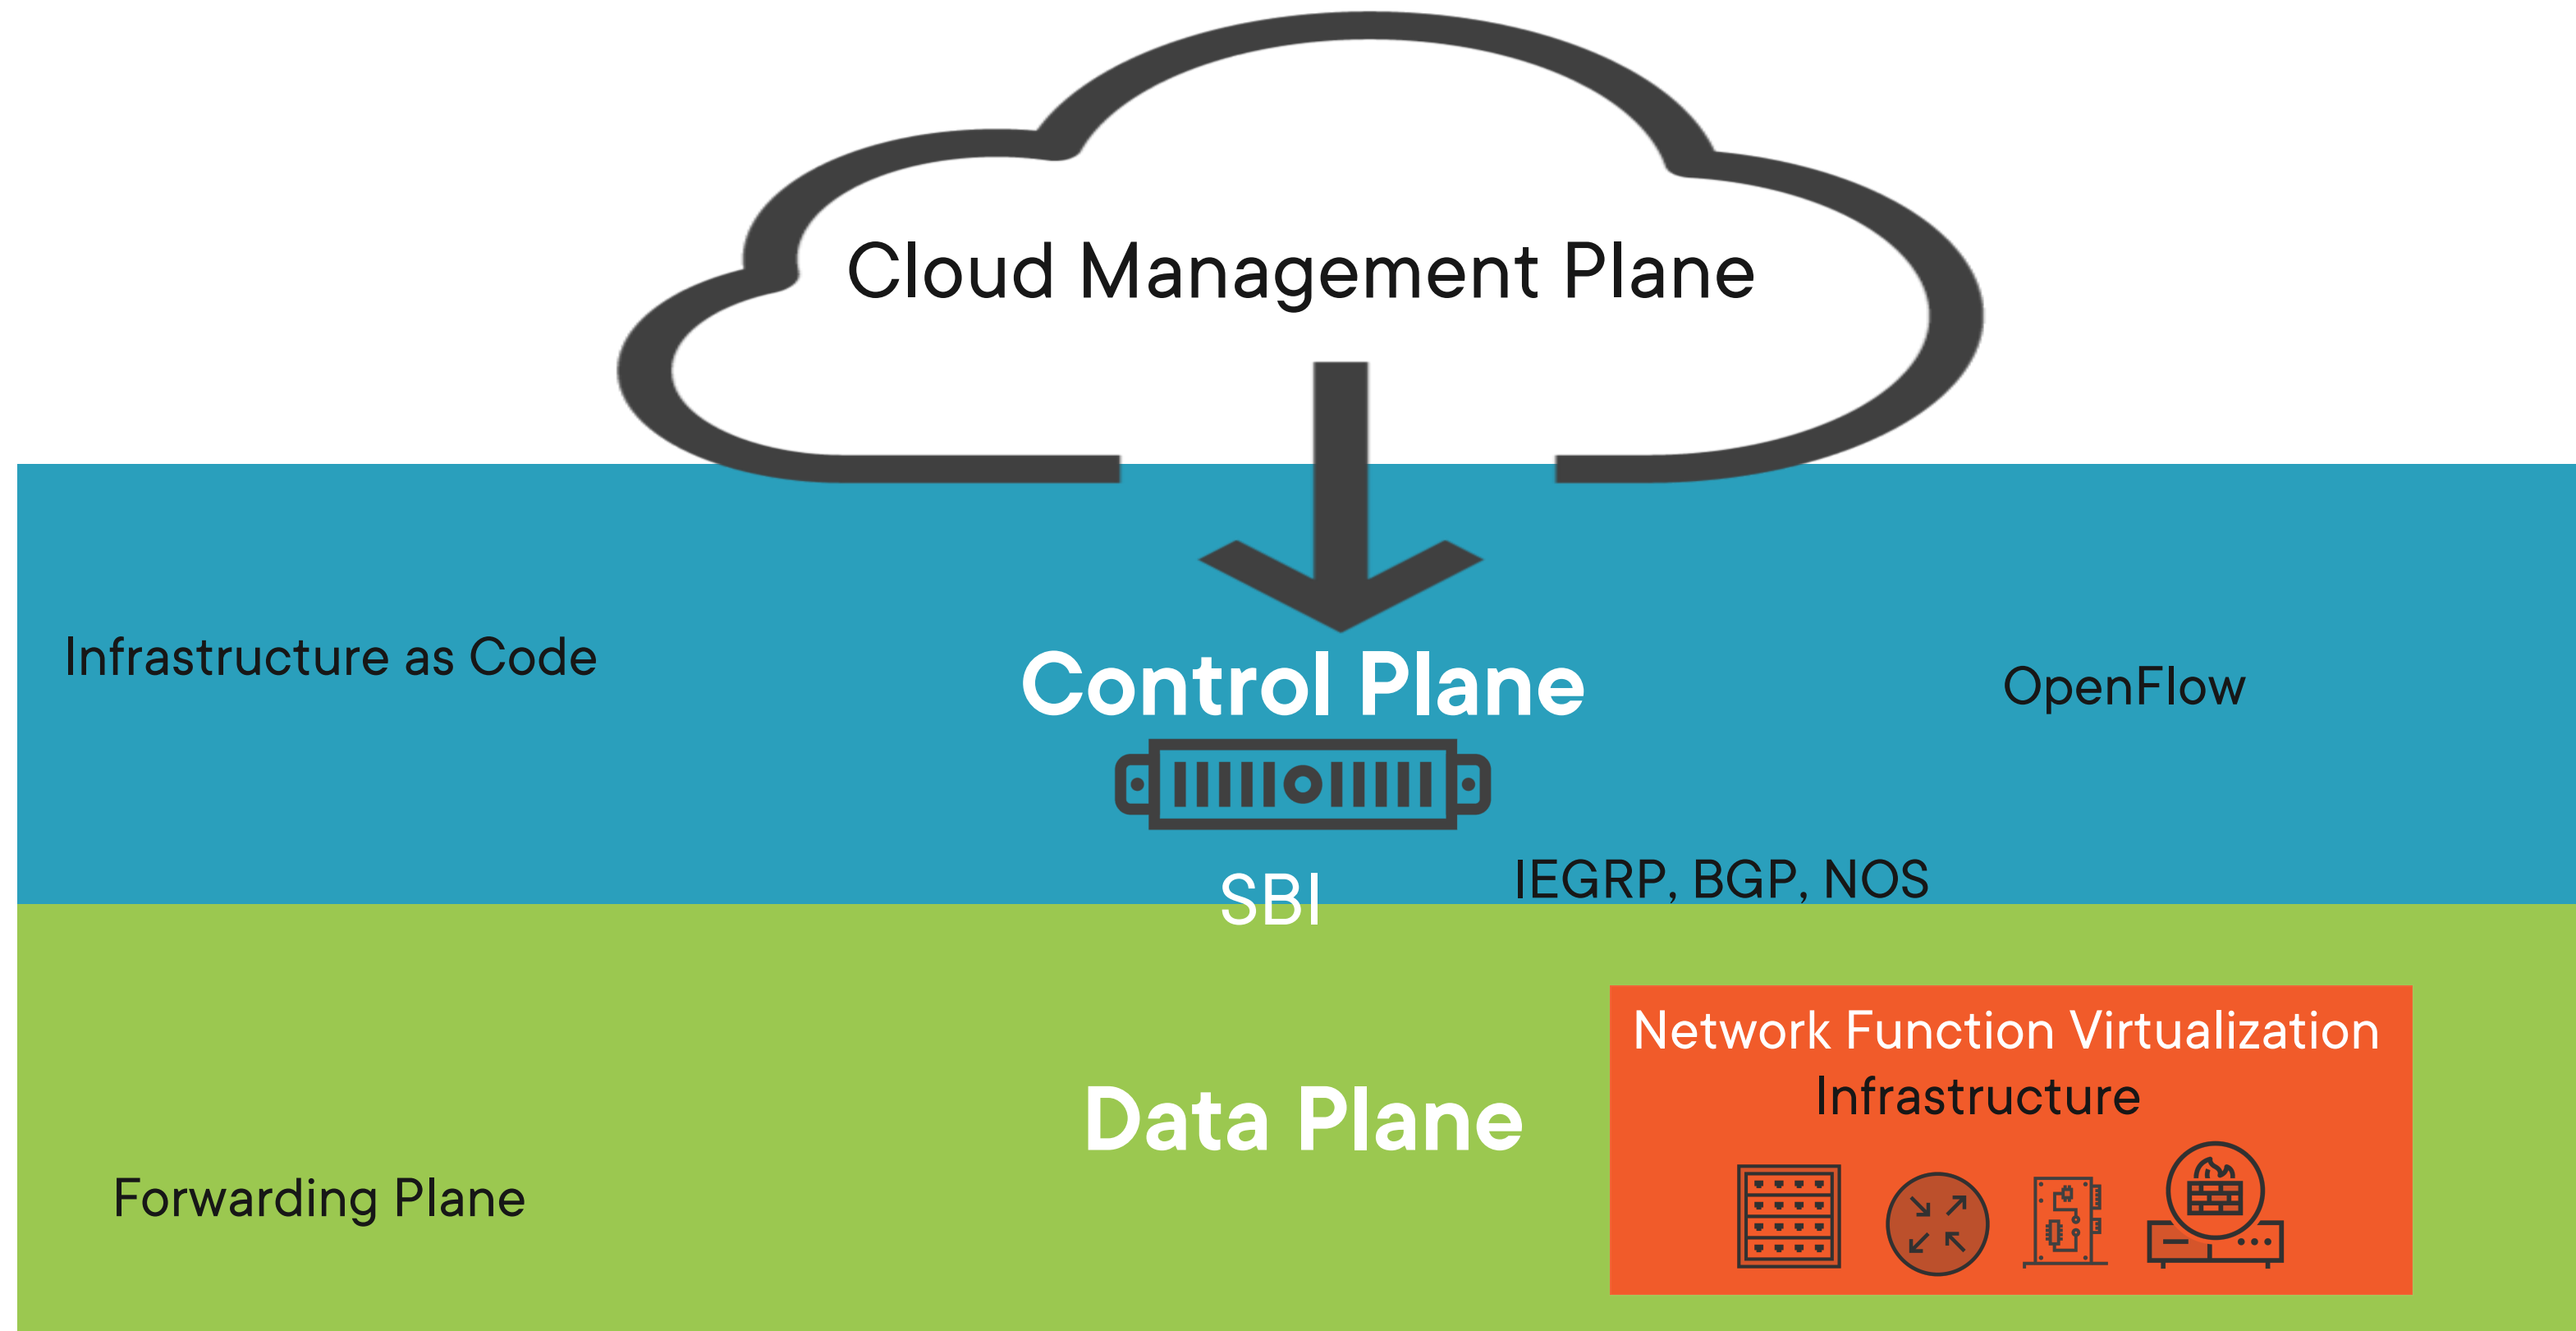 Cloud Management Plane
Infrastructure as Code
Control Plane
OpenFlow
SBI
IEGRP, BGP, NOS
Network Function Virtualization
Infrastructure
Data Plane
Forwarding Plane